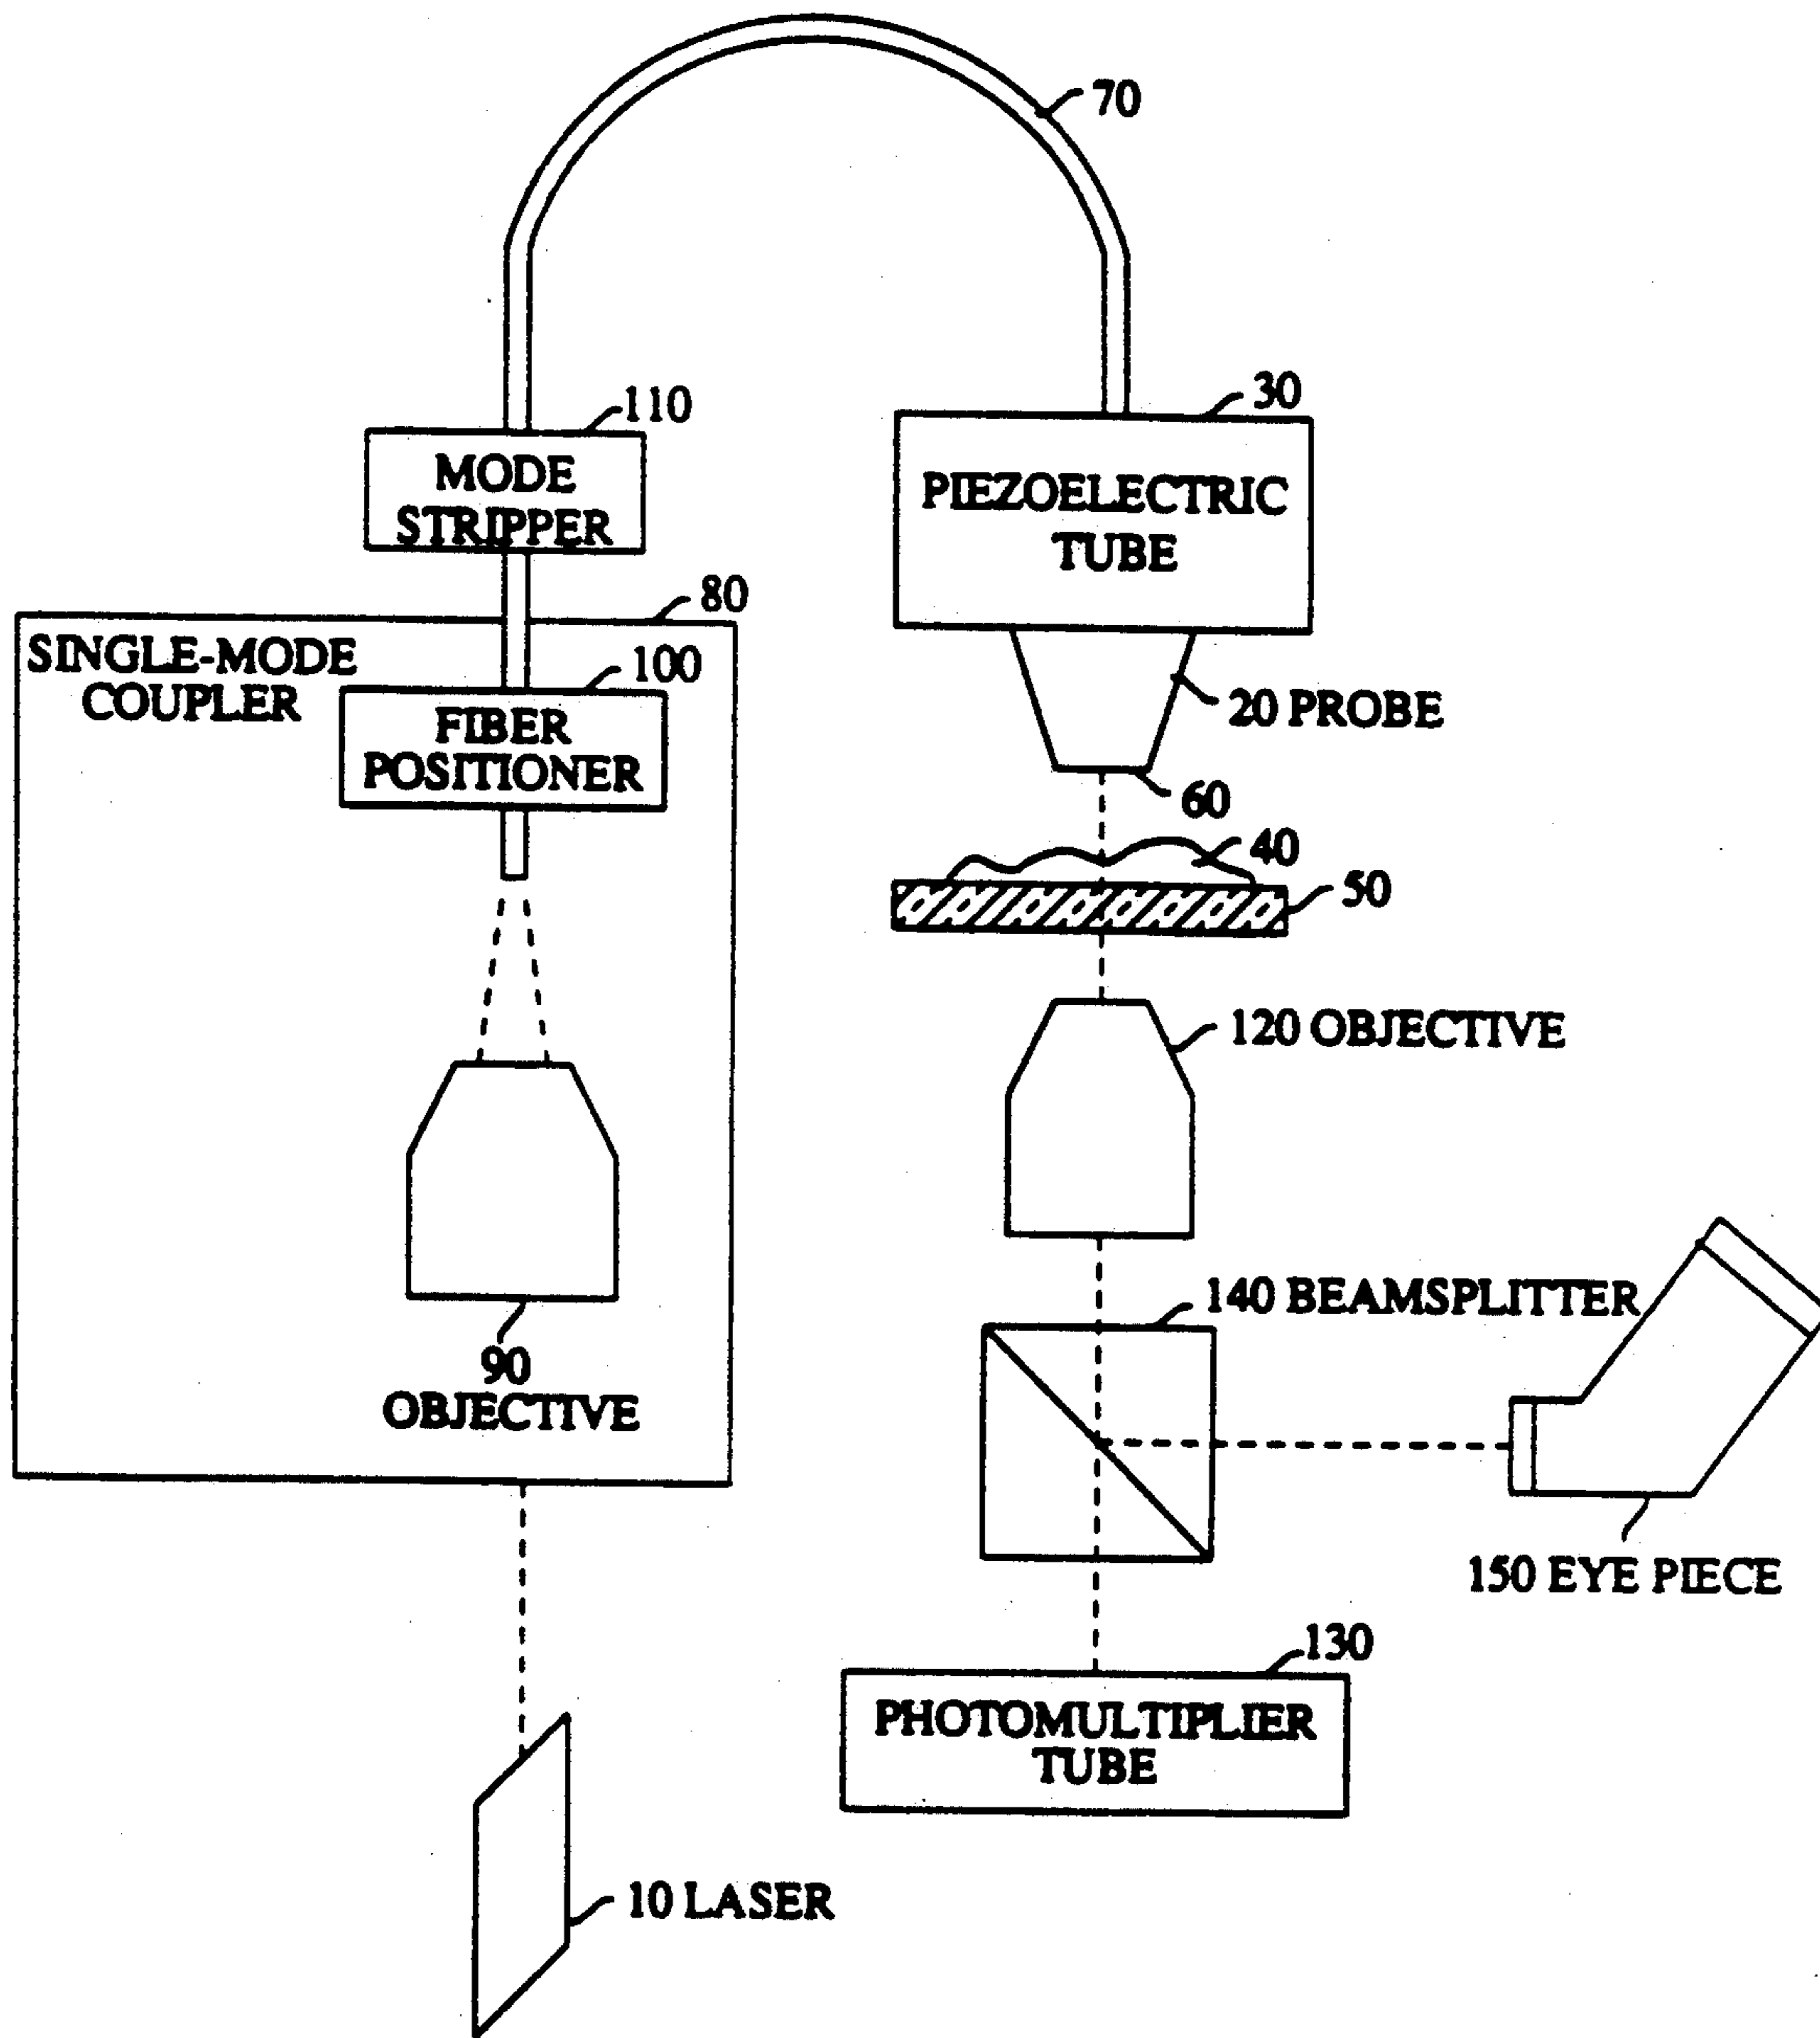 70
110
30
MODE
STRIPPER
PIEZOELECTRIC
TUBE
80
SINGLE-MODE
COUPLER
100
FIBER
POSITIONER
20 PROBE
60
40
50
120 OBJECTIVE
90
OBJECTIVE
140 BEAMSPLITTER
150 EYE PIECE
130
PHOTOMULTIPLIER
TUBE
10 LASER